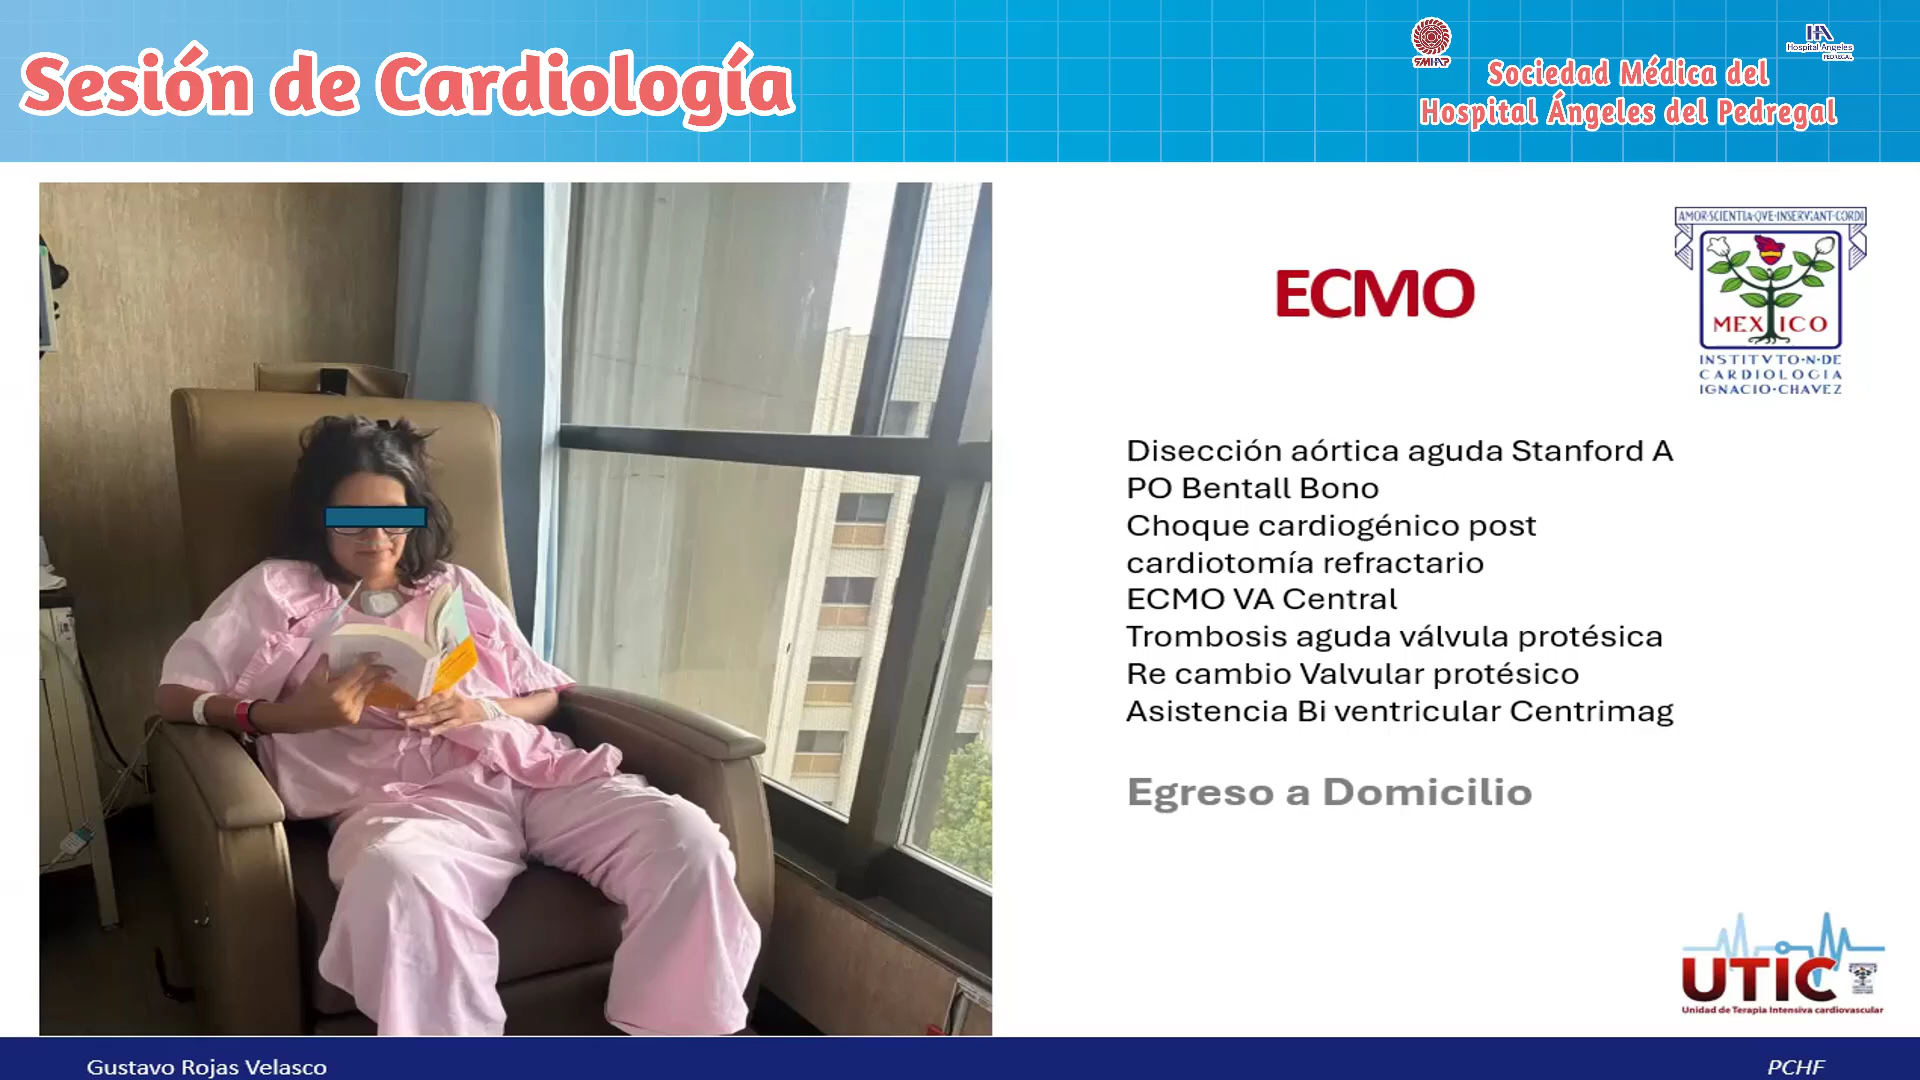 Sesión de Cardiología
SMHAP
Hospital Angeles
PEDREGAL
Sociedad Médica del
Hospital Ángeles del Pedregal
AMOR·SCIENTIA·QVE·INSERVIANT·CORDI
MEXICO
INSTITVTO·N·DE
CARDIOLOGIA
IGNACIO·CHAVEZ
ECMO
Disección aórtica aguda Stanford A
PO Bentall Bono
Choque cardiogénico post
cardiotomía refractario
ECMO VA Central
Trombosis aguda válvula protésica
Re cambio Valvular protésico
Asistencia Bi ventricular Centrimag
Egreso a Domicilio
UTIC
Unidad de Terapia Intensiva cardiovascular
Gustavo Rojas Velasco
PCHF